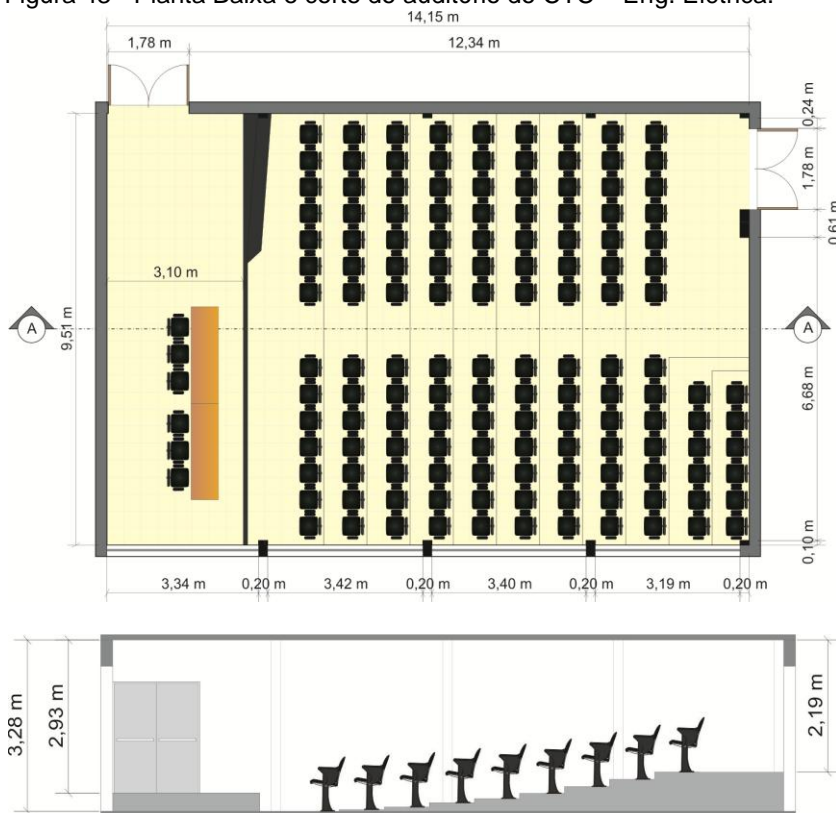 Figura 48 - Planta Baixa e corte do auditório do CTC – Eng. Elétrica.
14,15 m
1,78 m
12,34 m
0,24 m
1,78 m
0,61 m
3,10 m
A
A
9,51 m
6,68 m
0,10 m
3,34 m
0,20 m
3,42 m
0,20 m
3,40 m
0,20 m
3,19 m
0,20 m
3,28 m
2,93 m
2,19 m